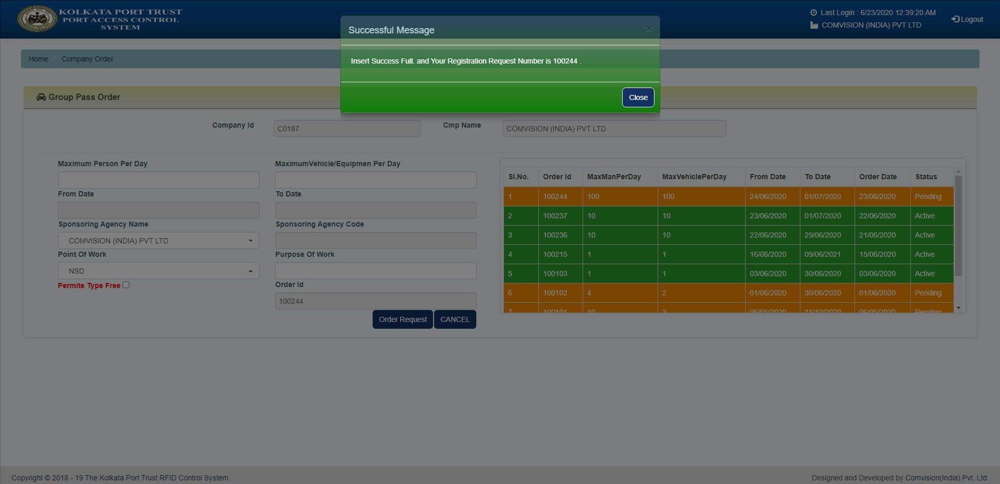 KOLKATA PORT TRUST
PORT ACCESS CONTROL
SYSTEM
Last Login : 6/23/2020 12:39:20 AM
COMVISION (INDIA) PVT LTD
Logout
Successful Message
×
Insert Success Full. and Your Registration Request Number is 100244 .
Close
Home / Company Order
Group Pass Order
Company Id C0187 Cmp Name COMVISION (INDIA) PVT LTD
Maximum Person Per Day MaximumVehicle/Equipmen Per Day
From Date To Date
Sponsoring Agency Name Sponsoring Agency Code
COMVISION (INDIA) PVT LTD
Point Of Work Purpose Of Work
NSD
Permite Type Free Order Id
100244
Order Request CANCEL
Sl.No. Order Id MaxManPerDay MaxVehiclePerDay From Date To Date Order Date Status
1 100244 100 100 24/06/2020 01/07/2020 23/06/2020 Pending
2 100237 10 10 23/06/2020 01/07/2020 22/06/2020 Active
3 100236 10 10 22/06/2020 29/06/2020 21/06/2020 Active
4 100215 1 1 16/06/2020 09/06/2021 15/06/2020 Active
5 100103 1 1 03/06/2020 30/06/2020 03/06/2020 Active
6 100102 4 2 01/06/2020 30/06/2020 01/06/2020 Pending
7 100101 10 3 06/05/2020 31/10/2020 06/05/2020 Pending
Copyright © 2018 - 19 The Kolkata Port Trust RFID Control System.
Designed and Developed by Comvision(India) Pvt. Ltd.